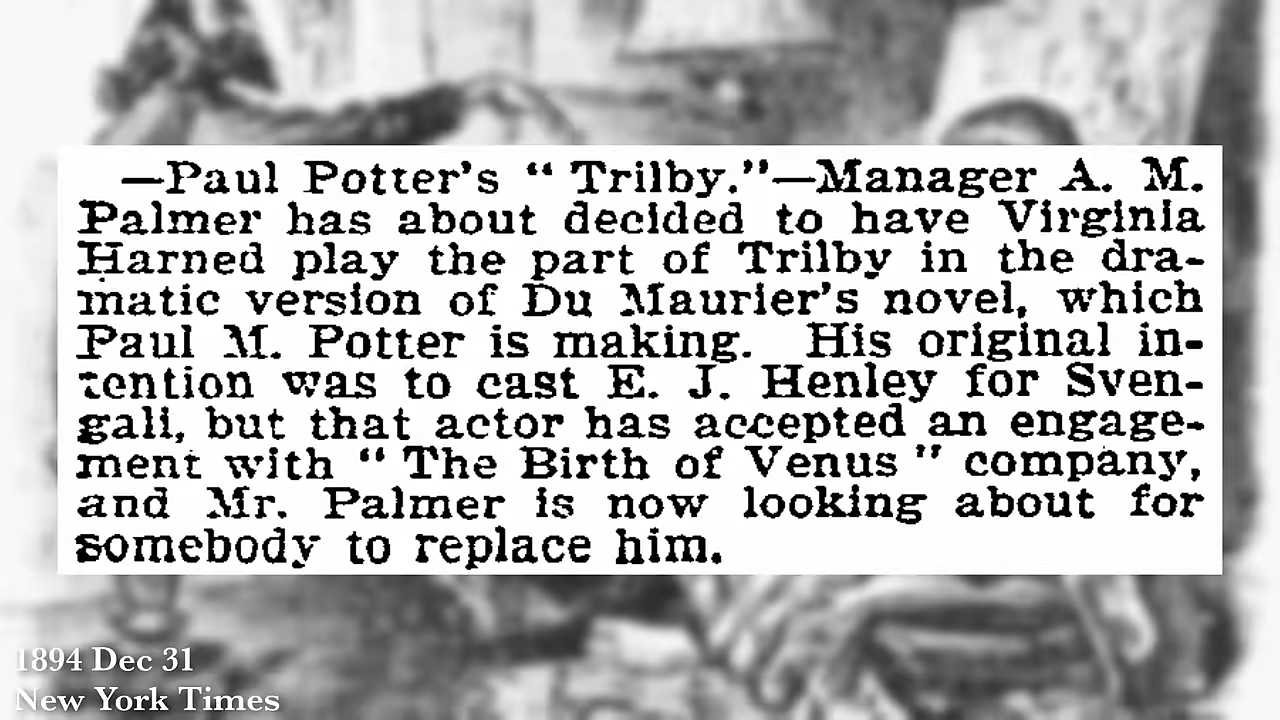 —Paul Potter's “ Trilby.”—Manager A. M.
Palmer has about decided to have Virginia
Harned play the part of Trilby in the dra-
matic version of Du Maurier's novel, which
Paul M. Potter is making. His original in-
tention was to cast E. J. Henley for Sven-
gali, but that actor has accepted an engage-
ment with “ The Birth of Venus ” company,
and Mr. Palmer is now looking about for
somebody to replace him.
1894 Dec 31
New York Times